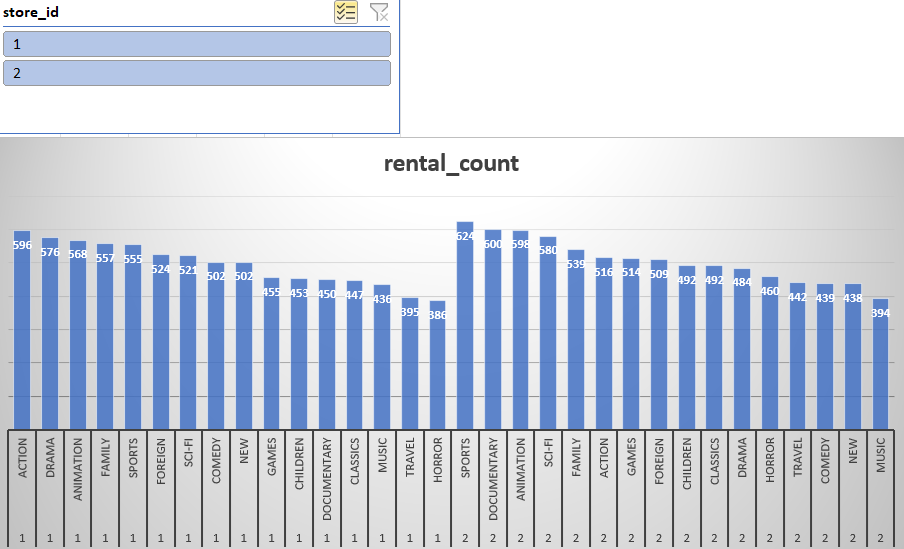 store_id
1
2
rental_count
596 576 568 557 555 524 521 502 502 455 453 450 447 436 395 386 624 600 598 580 539 516 514 509 492 492 484 460 442 439 438 394
ACTION DRAMA ANIMATION FAMILY SPORTS FOREIGN SCI-FI COMEDY NEW GAMES CHILDREN DOCUMENTARY CLASSICS MUSIC TRAVEL HORROR SPORTS DOCUMENTARY ANIMATION SCI-FI FAMILY ACTION GAMES FOREIGN CHILDREN CLASSICS DRAMA HORROR TRAVEL COMEDY NEW MUSIC
1 1 1 1 1 1 1 1 1 1 1 1 1 1 1 1 2 2 2 2 2 2 2 2 2 2 2 2 2 2 2 2